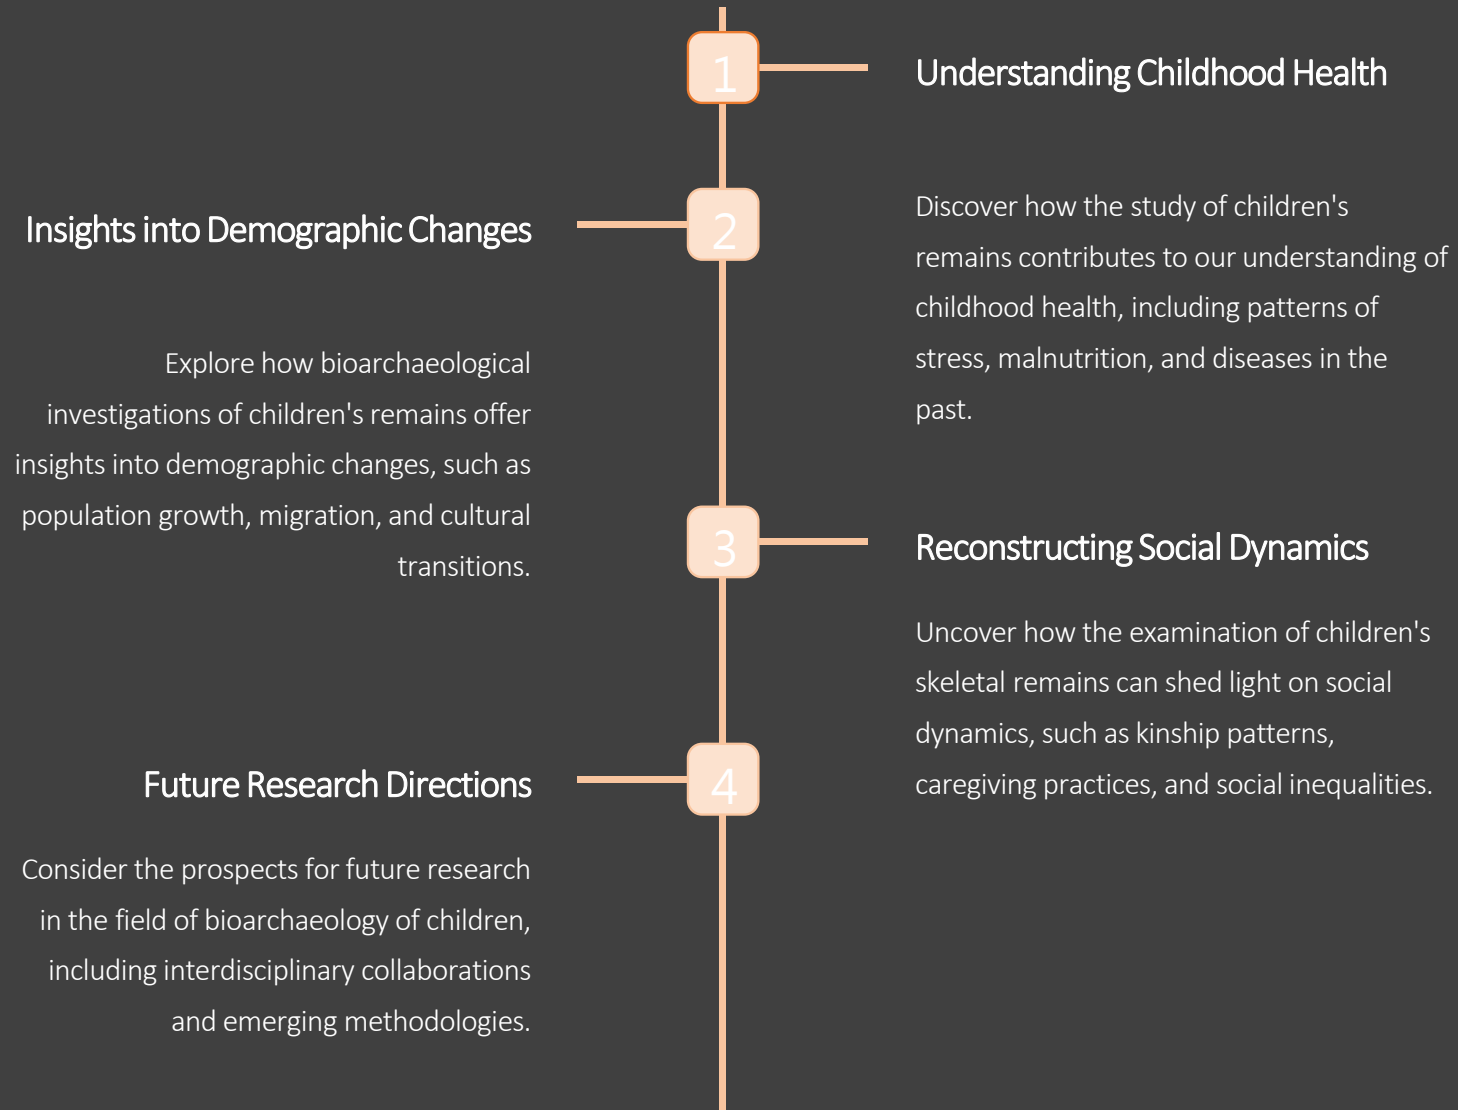 1
Understanding Childhood Health
Discover how the study of children's
remains contributes to our understanding of
childhood health, including patterns of
stress, malnutrition, and diseases in the
past.
2
Insights into Demographic Changes
Explore how bioarchaeological
investigations of children's remains offer
insights into demographic changes, such as
population growth, migration, and cultural
transitions.
3
Reconstructing Social Dynamics
Uncover how the examination of children's
skeletal remains can shed light on social
dynamics, such as kinship patterns,
caregiving practices, and social inequalities.
4
Future Research Directions
Consider the prospects for future research
in the field of bioarchaeology of children,
including interdisciplinary collaborations
and emerging methodologies.